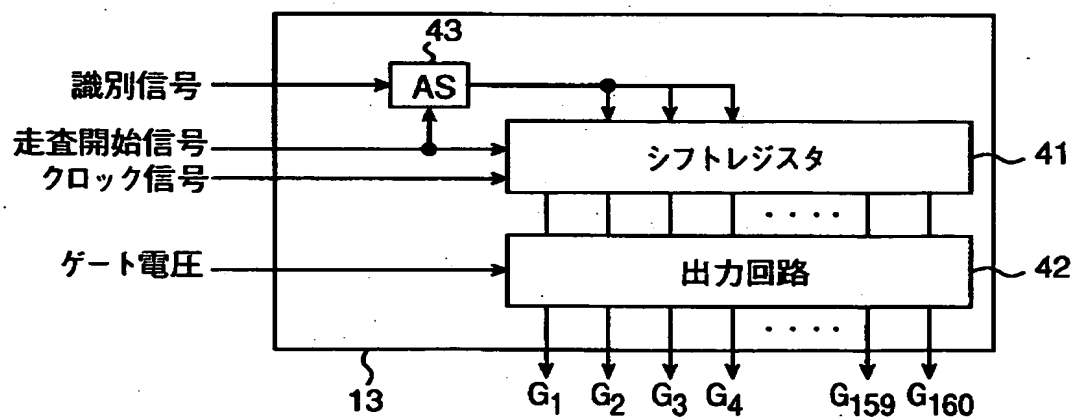 43
識別信号
AS
走査開始信号
シフトレジスタ
41
クロック信号
・・・・
ゲート電圧
出力回路
42
・・・・
13
G1 G2 G3 G4 G159 G160